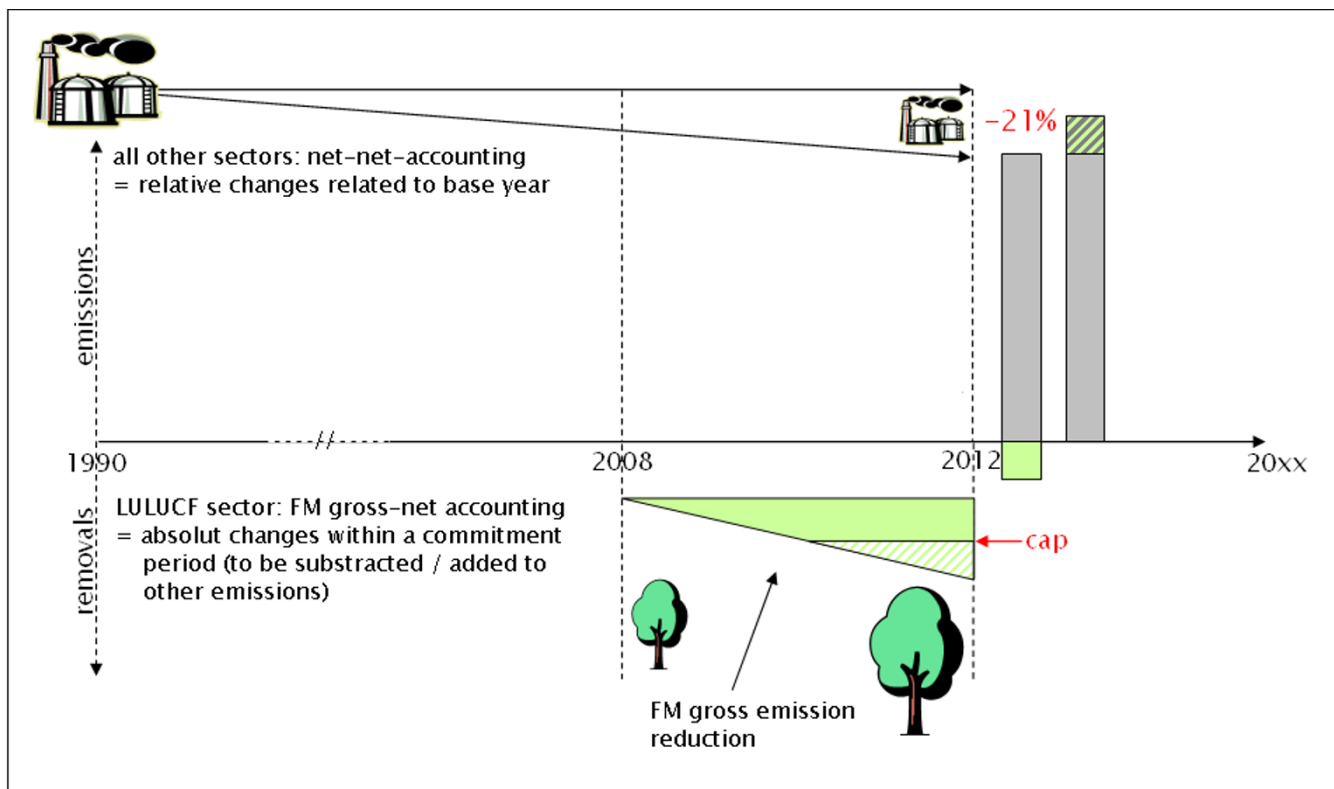 -21%
all other sectors: net-net-accounting
= relative changes related to base year
emissions
1990
//
2008
2012
20xx
removals
LULUCF sector: FM gross-net accounting
= absolut changes within a commitment
period (to be substracted / added to
other emissions)
cap
FM gross emission
reduction